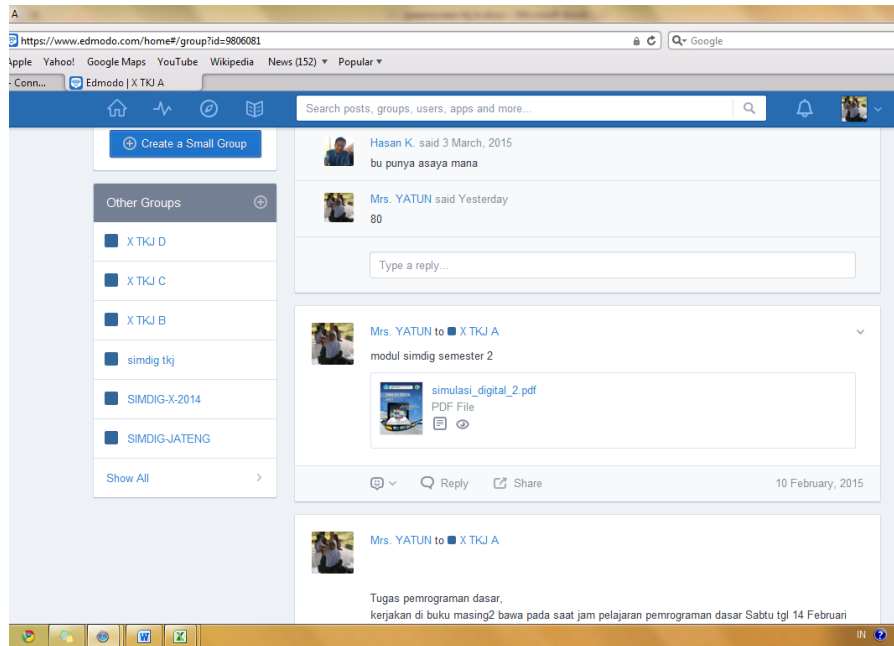 A
https://www.edmodo.com/home#/group?id=9806081
Google
Apple Yahoo! Google Maps YouTube Wikipedia News (152) ▾ Popular ▾
- Conn...
Edmodo | X TKJ A
Search posts, groups, users, apps and more...
Create a Small Group
Other Groups
X TKJ D
X TKJ C
X TKJ B
simdig tkj
SIMDIG-X-2014
SIMDIG-JATENG
Show All
Hasan K. said 3 March, 2015
bu punya asaya mana
Mrs. YATUN said Yesterday
80
Type a reply...
Mrs. YATUN to X TKJ A
modul simdig semester 2
simulasi_digital_2.pdf
PDF File
Reply Share 10 February, 2015
Mrs. YATUN to X TKJ A
Tugas pemrograman dasar,
kerjakan di buku masing2 bawa pada saat jam pelajaran pemrograman dasar Sabtu tgl 14 Februari
IN